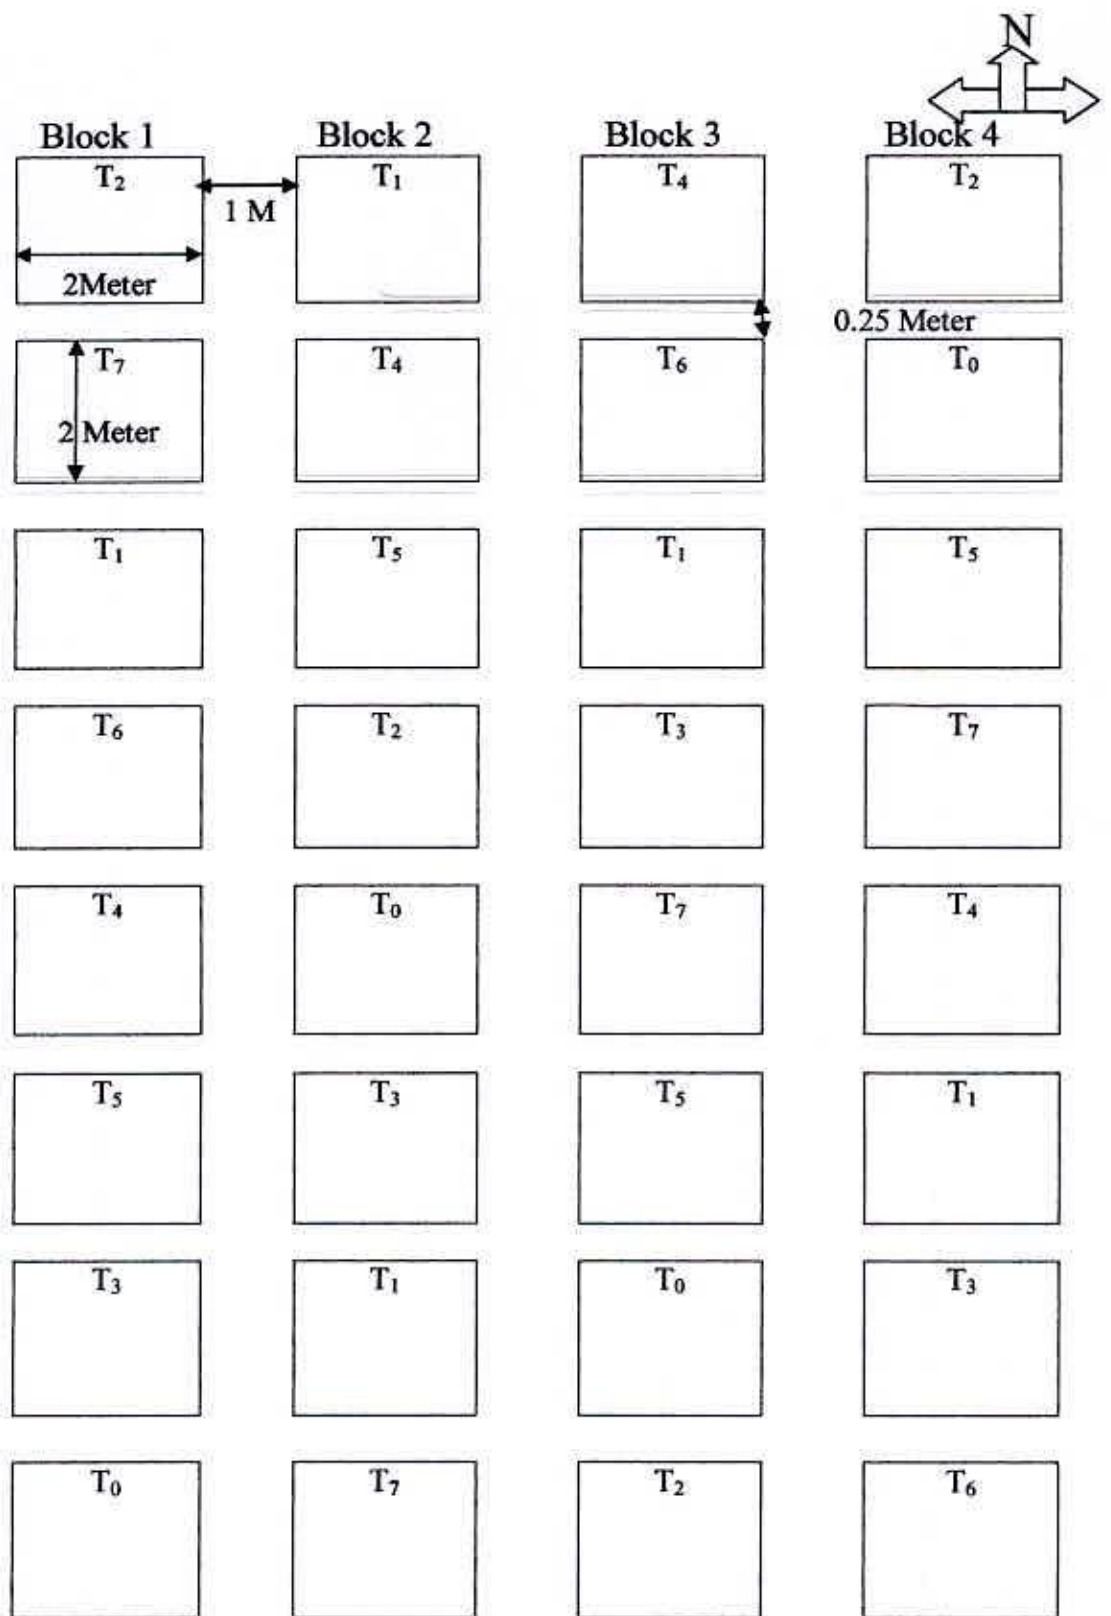 N
Block 1 Block 2 Block 3 Block 4
T₂ T₁ T₄ T₂
1 M
2Meter
0.25 Meter
T₇ T₄ T₆ T₀
2 Meter
T₁ T₅ T₁ T₅
T₆ T₂ T₃ T₇
T₄ T₀ T₇ T₄
T₅ T₃ T₅ T₁
T₃ T₁ T₀ T₃
T₀ T₇ T₂ T₆